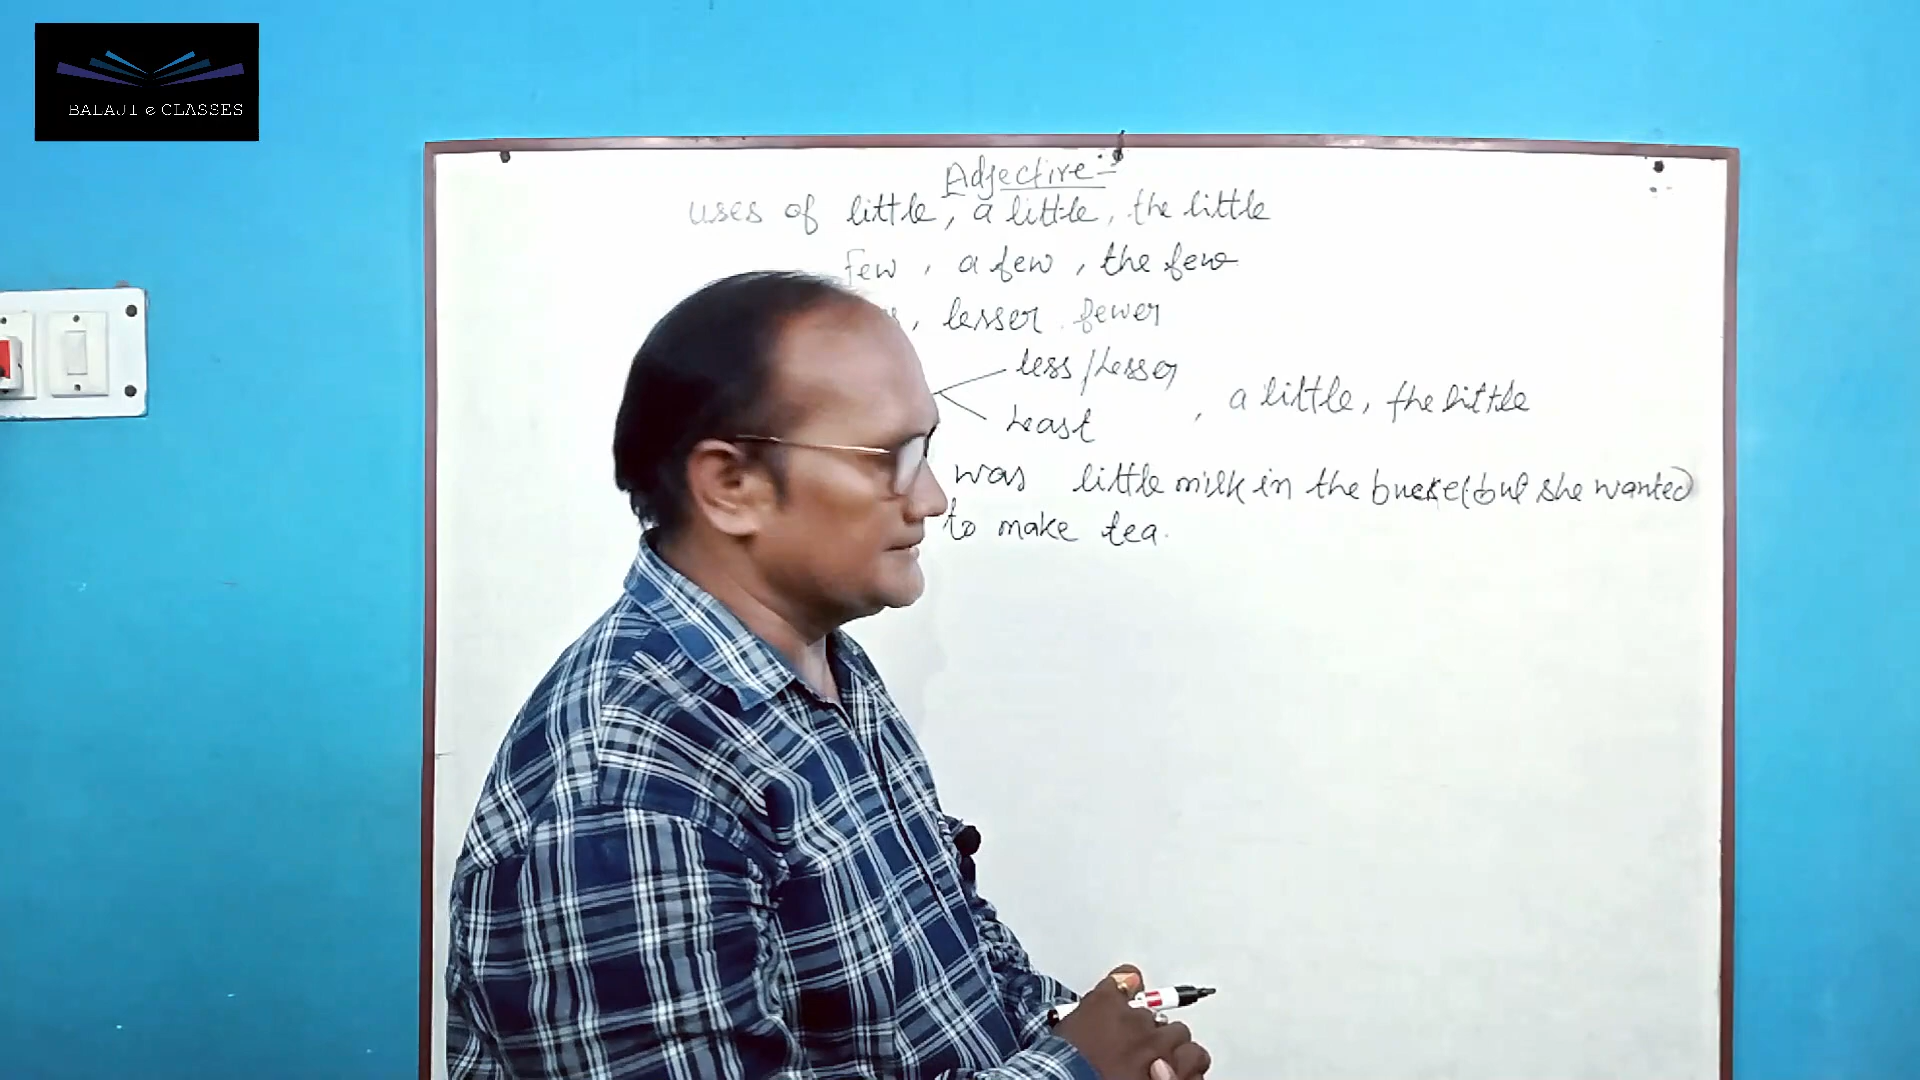 BALAJI e CLASSES
Adjective:-
uses of little, a little, the little
few, a few, the few
, lesser fewer
less/Lesser
Least
, a little, the little
was little milk in the bucket but she wanted
to make tea.